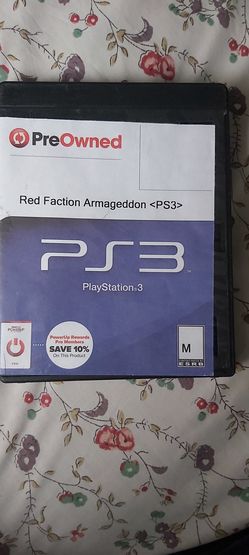 PreOwned
Red Faction Armageddon <PS3>
PS3
PlayStation®3
PowerUp Rewards
Pro Members
SAVE 10%
On This Product
M
ESRB